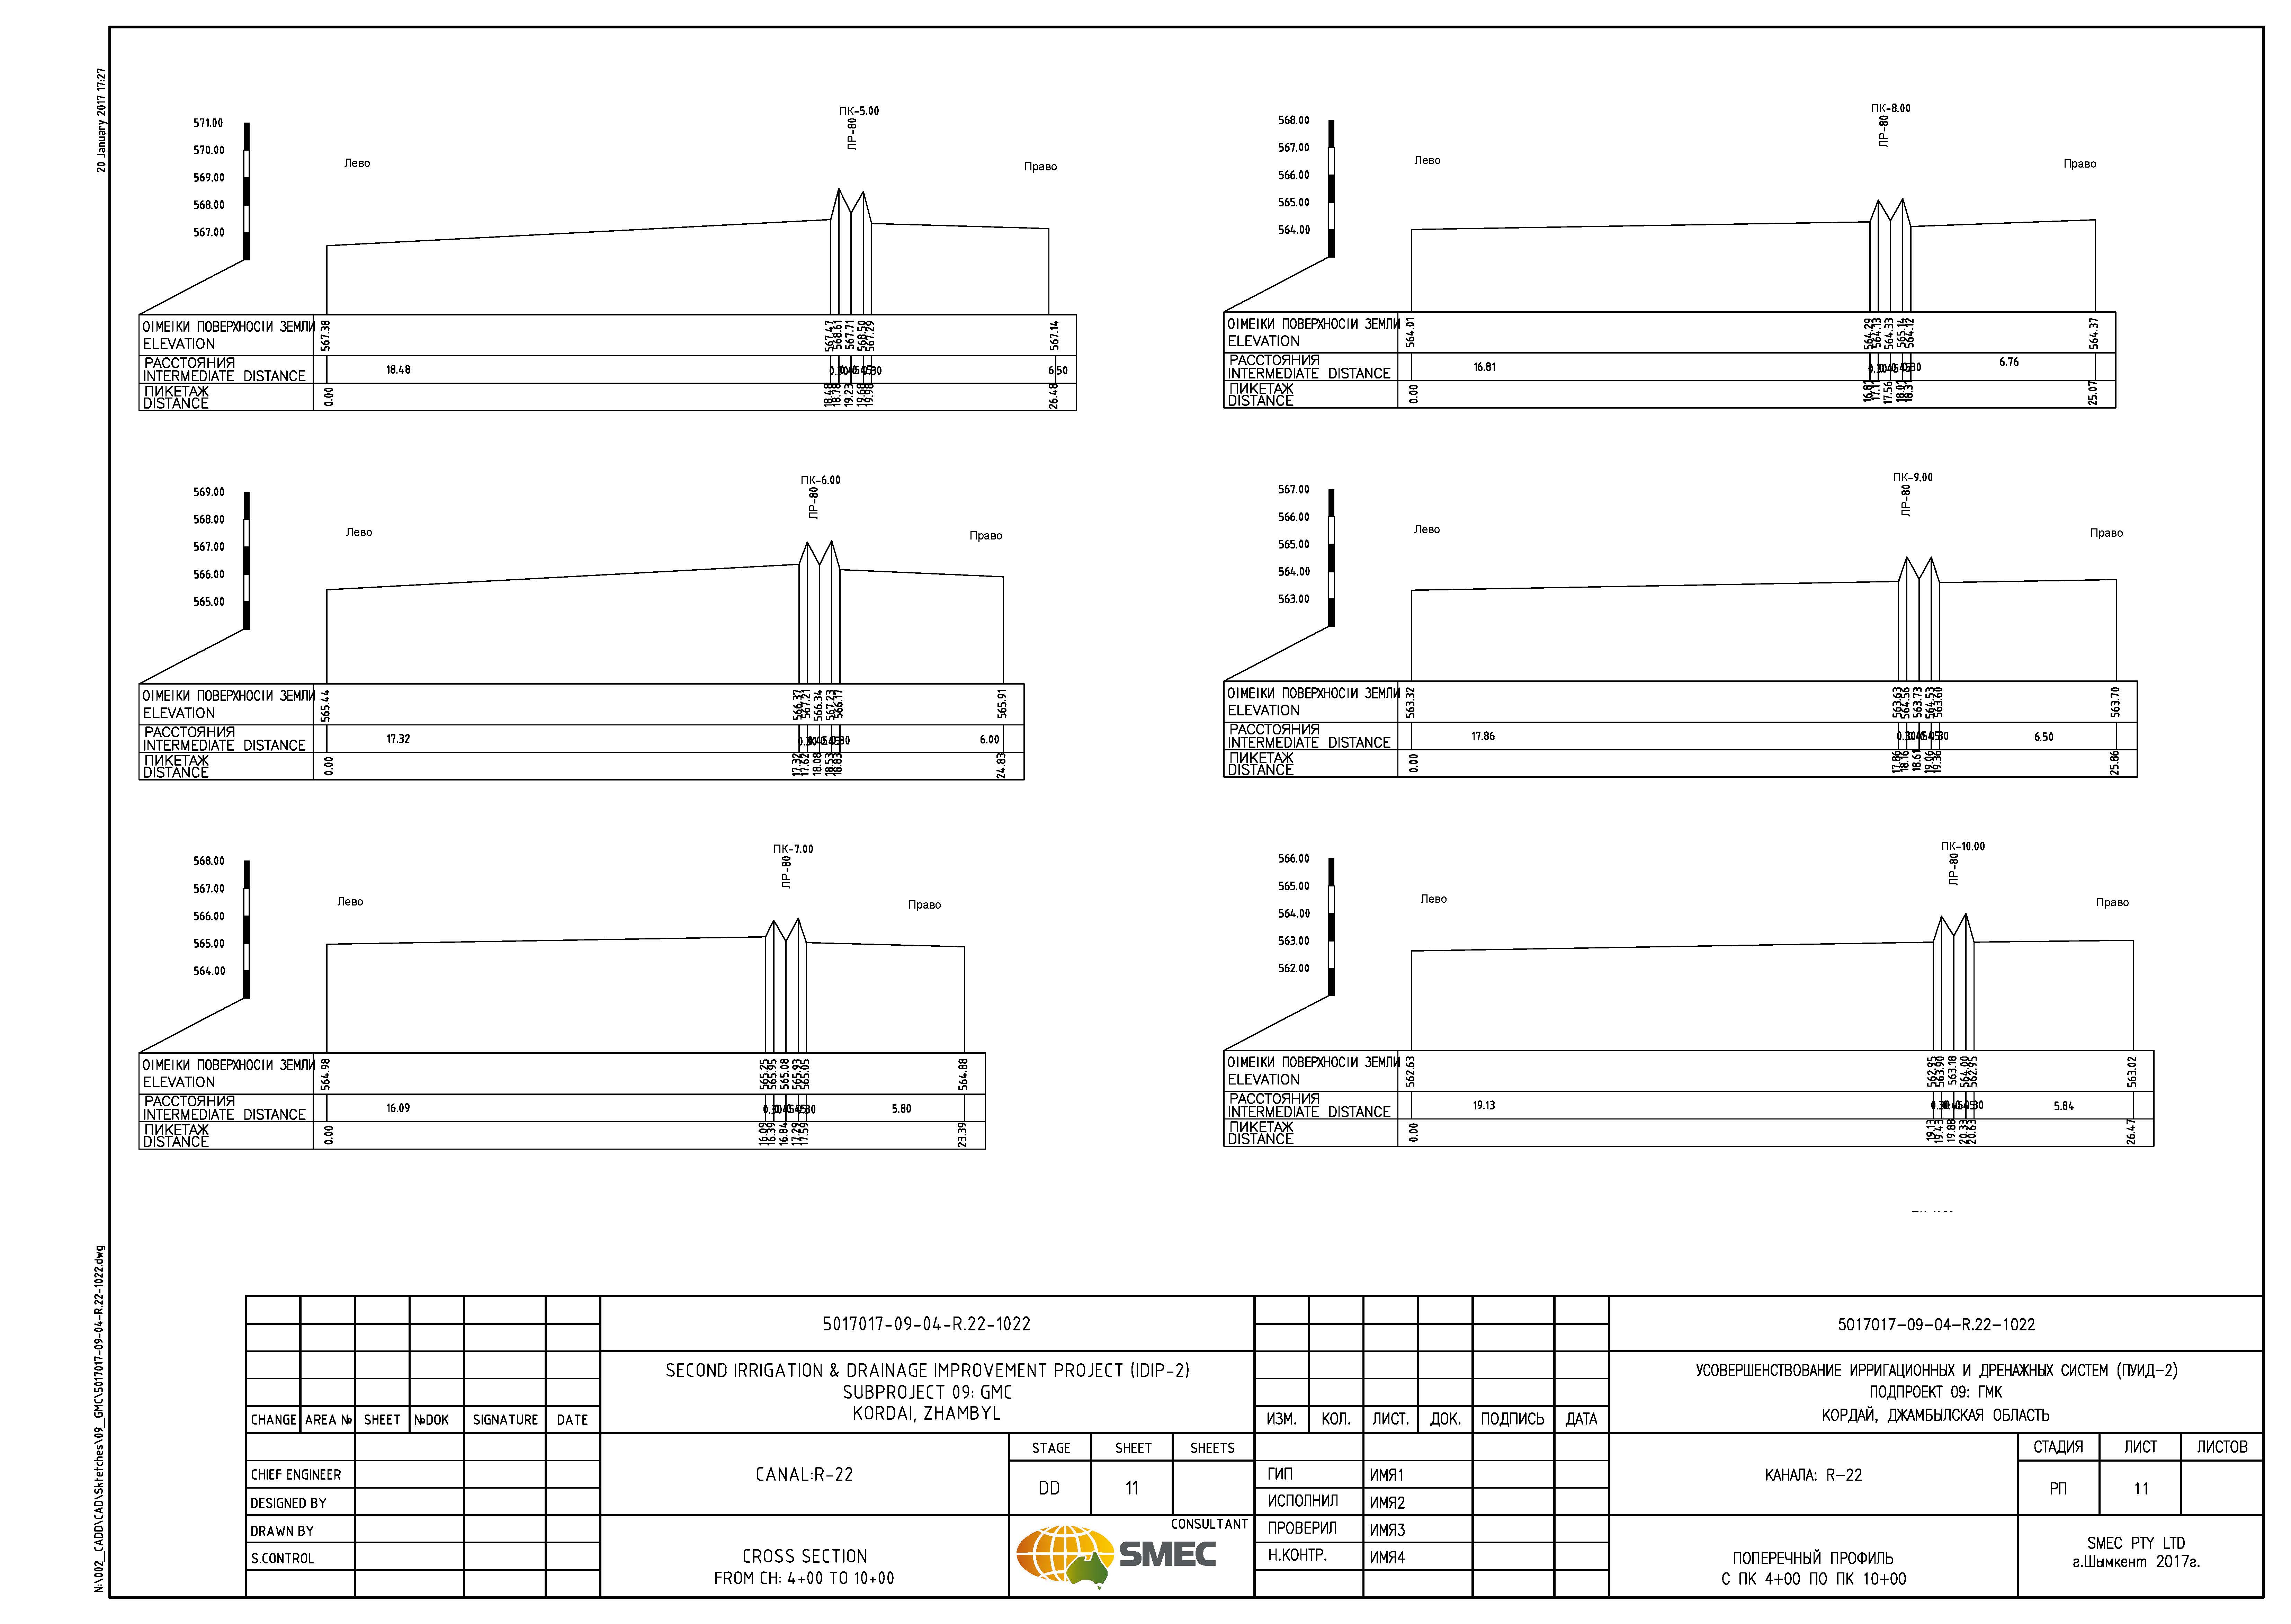 20 January 2017 17:27
ПК-5.00
ЛР-80
571.00
570.00
569.00
568.00
567.00
Лево
Право
ОІМЕІКИ ПОВЕРХНОСІИ ЗЕМЛИ
ELEVATION
567.38
567.47
568.61
567.71
568.50
567.29
567.14
РАССТОЯНИЯ
INTERMEDIATE DISTANCE
18.48
0.30
0.45
0.45
0.30
6.50
ПИКЕТАЖ
DISTANCE
0.00
18.48
18.78
19.23
19.68
19.98
26.48
ПК-8.00
ЛР-80
568.00
567.00
566.00
565.00
564.00
Лево
Право
ОІМЕІКИ ПОВЕРХНОСІИ ЗЕМЛИ
ELEVATION
564.01
564.29
564.13
564.33
565.14
564.12
564.37
РАССТОЯНИЯ
INTERMEDIATE DISTANCE
16.81
0.30
0.45
0.45
0.30
6.76
ПИКЕТАЖ
DISTANCE
0.00
16.81
17.11
17.56
18.01
18.31
25.07
ПК-6.00
ЛР-80
569.00
568.00
567.00
566.00
565.00
Лево
Право
ОІМЕІКИ ПОВЕРХНОСІИ ЗЕМЛИ
ELEVATION
565.44
566.37
567.21
566.34
567.23
566.17
565.91
РАССТОЯНИЯ
INTERMEDIATE DISTANCE
17.32
0.30
0.45
0.45
0.30
6.00
ПИКЕТАЖ
DISTANCE
0.00
17.32
17.62
18.08
18.53
18.83
24.83
ПК-9.00
ЛР-80
567.00
566.00
565.00
564.00
563.00
Лево
Право
ОІМЕІКИ ПОВЕРХНОСІИ ЗЕМЛИ
ELEVATION
563.32
563.63
564.56
563.73
564.53
563.60
563.70
РАССТОЯНИЯ
INTERMEDIATE DISTANCE
17.86
0.30
0.45
0.45
0.30
6.50
ПИКЕТАЖ
DISTANCE
0.00
17.86
18.16
18.61
19.06
19.36
25.86
ПК-7.00
ЛР-80
568.00
567.00
566.00
565.00
564.00
Лево
Право
ОІМЕІКИ ПОВЕРХНОСІИ ЗЕМЛИ
ELEVATION
564.98
565.25
565.95
565.08
565.93
565.05
564.88
РАССТОЯНИЯ
INTERMEDIATE DISTANCE
16.09
0.30
0.45
0.45
0.30
5.80
ПИКЕТАЖ
DISTANCE
0.00
16.09
16.39
16.84
17.29
17.59
23.39
ПК-10.00
ЛР-80
566.00
565.00
564.00
563.00
562.00
Лево
Право
ОІМЕІКИ ПОВЕРХНОСІИ ЗЕМЛИ
ELEVATION
562.63
562.95
563.90
563.18
564.00
562.95
563.02
РАССТОЯНИЯ
INTERMEDIATE DISTANCE
19.13
0.30
0.45
0.45
0.30
5.84
ПИКЕТАЖ
DISTANCE
0.00
19.13
19.43
19.88
20.33
20.63
26.47
N:\002_CADD\CAD\Sktetches\09_GMC\5017017-09-04-R.22-1022.dwg
5017017-09-04-R.22-1022
SECOND IRRIGATION & DRAINAGE IMPROVEMENT PROJECT (IDIP-2)
SUBPROJECT 09: GMC
KORDAI, ZHAMBYL
CHANGE AREA № SHEET №DOK SIGNATURE DATE
CHIEF ENGINEER
DESIGNED BY
DRAWN BY
S.CONTROL
CANAL:R-22
STAGE SHEET SHEETS
DD 11
CROSS SECTION
FROM CH: 4+00 TO 10+00
CONSULTANT
SMEC
5017017-09-04-R.22-1022
УСОВЕРШЕНСТВОВАНИЕ ИРРИГАЦИОННЫХ И ДРЕНАЖНЫХ СИСТЕМ (ПУИД-2)
ПОДПРОЕКТ 09: ГМК
КОРДАЙ, ДЖАМБЫЛСКАЯ ОБЛАСТЬ
ИЗМ. КОЛ. ЛИСТ. ДОК. ПОДПИСЬ ДАТА
ГИП ИМЯ1
ИСПОЛНИЛ ИМЯ2
ПРОВЕРИЛ ИМЯ3
Н.КОНТР. ИМЯ4
КАНАЛА: R-22
СТАДИЯ ЛИСТ ЛИСТОВ
РП 11
ПОПЕРЕЧНЫЙ ПРОФИЛЬ
С ПК 4+00 ПО ПК 10+00
SMEC PTY LTD
г.Шымкент 2017г.